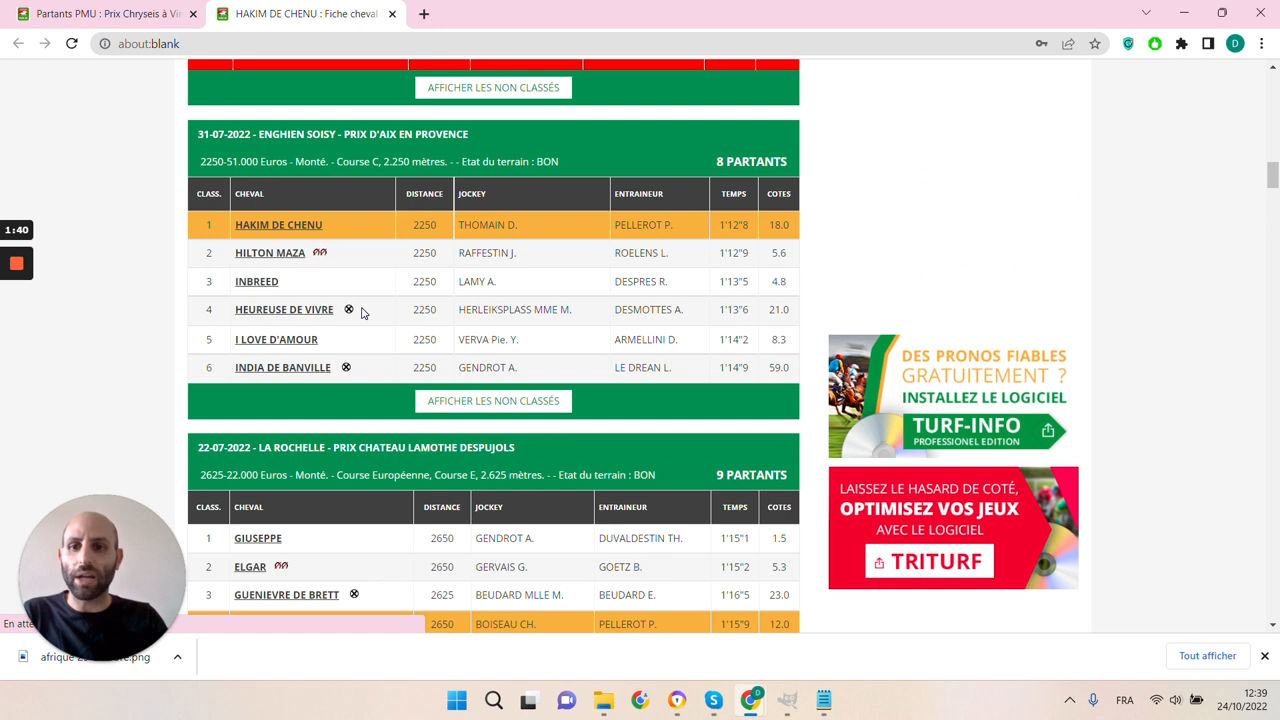 Partants PMU : Prix Chryseis à Vi
HAKIM DE CHENU : Fiche cheval
about:blank
AFFICHER LES NON CLASSÉS
31-07-2022 - ENGHIEN SOISY - PRIX D'AIX EN PROVENCE
2250-51.000 Euros - Monté. - Course C, 2.250 mètres. - - Etat du terrain : BON
8 PARTANTS
CLASS. CHEVAL DISTANCE JOCKEY ENTRAINEUR TEMPS COTES
1 HAKIM DE CHENU 2250 THOMAIN D. PELLEROT P. 1'12"8 18.0
2 HILTON MAZA 2250 RAFFESTIN J. ROELENS L. 1'12"9 5.6
3 INBREED 2250 LAMY A. DESPRES R. 1'13"5 4.8
4 HEUREUSE DE VIVRE 2250 HERLEIKSPLASS MME M. DESMOTTES A. 1'13"6 21.0
5 I LOVE D'AMOUR 2250 VERVA Pie. Y. ARMELLINI D. 1'14"2 8.3
6 INDIA DE BANVILLE 2250 GENDROT A. LE DREAN L. 1'14"9 59.0
AFFICHER LES NON CLASSÉS
22-07-2022 - LA ROCHELLE - PRIX CHATEAU LAMOTHE DESPUJOLS
2625-22.000 Euros - Monté. - Course Européenne, Course E, 2.625 mètres. - - Etat du terrain : BON
9 PARTANTS
CLASS. CHEVAL DISTANCE JOCKEY ENTRAINEUR TEMPS COTES
1 GIUSEPPE 2650 GENDROT A. DUVALDESTIN TH. 1'15"1 1.5
2 ELGAR 2650 GERVAIS G. GOETZ B. 1'15"2 5.3
3 GUENIEVRE DE BRETT 2625 BEUDARD MLLE M. BEUDARD E. 1'16"5 23.0
2650 BOISEAU CH. PELLEROT P. 1'15"9 12.0
DES PRONOS FIABLES
GRATUITEMENT ?
INSTALLEZ LE LOGICIEL
TURF-INFO
PROFESSIONEL EDITION
LAISSEZ LE HASARD DE COTÉ,
OPTIMISEZ VOS JEUX
AVEC LE LOGICIEL
TRITURF
1:40
En atte
afrique
.png
Tout afficher
D
FRA
12:39
24/10/2022